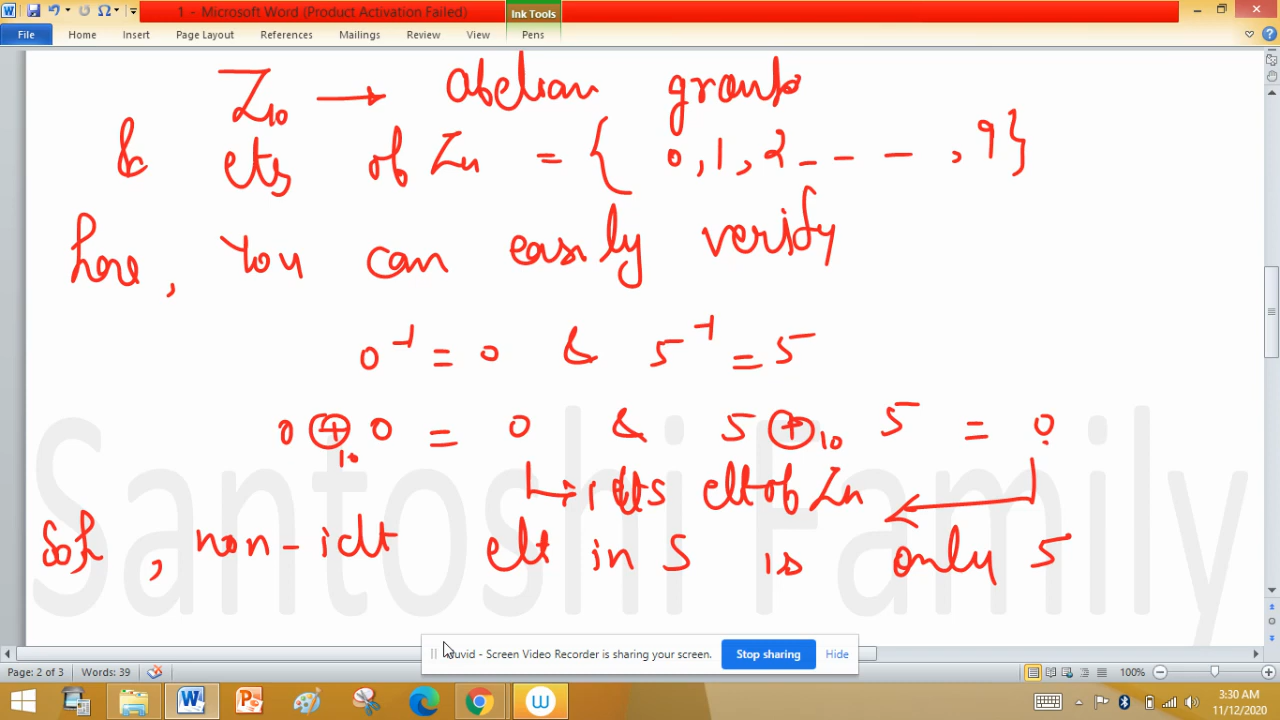 1 - Microsoft Word (Product Activation Failed)
Ink Tools
File Home Insert Page Layout References Mailings Review View Pens
Z10 → abelian group
& elts of Zn = { 0, 1, 2 - - - , 9 }
here, You can easily verify
0^-1 = 0 & 5^-1 = 5
0 ⊕10 0 = 0 & 5 ⊕10 5 = 0
elt of Zn
, non-idt elt in S is only 5
Santoshi Family
Screen Video Recorder is sharing your screen. Stop sharing Hide
Page: 2 of 3 Words: 39 100%
3:30 AM
11/12/2020